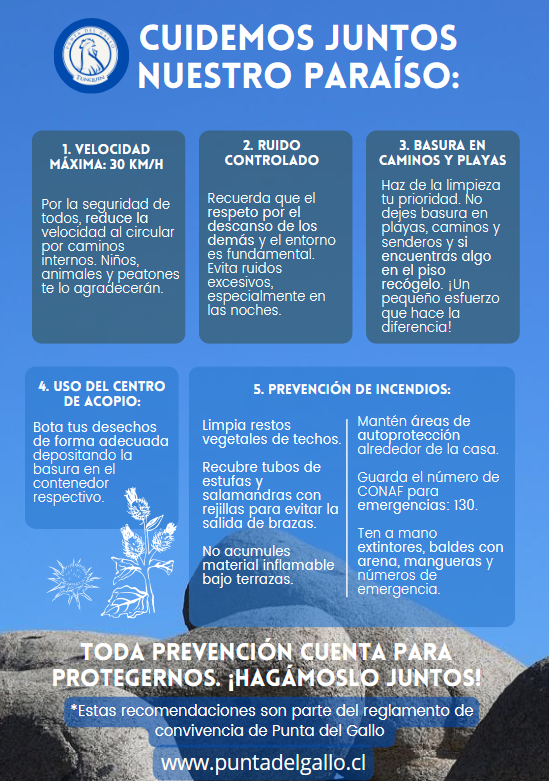 PUNTA DEL GALLO
TUNQUÉN
CUIDEMOS JUNTOS
NUESTRO PARAÍSO:
1. VELOCIDAD
MÁXIMA: 30 KM/H
Por la seguridad de
todos, reduce la
velocidad al circular
por caminos
internos. Niños,
animales y peatones
te lo agradecerán.
2. RUIDO
CONTROLADO
Recuerda que el
respeto por el
descanso de los
demás y el entorno
es fundamental.
Evita ruidos
excesivos,
especialmente en
las noches.
3. BASURA EN
CAMINOS Y PLAYAS
Haz de la limpieza
tu prioridad. No
dejes basura en
playas, caminos y
senderos y si
encuentras algo
en el piso
recógelo. ¡Un
pequeño esfuerzo
que hace la
diferencia!
4. USO DEL CENTRO
DE ACOPIO:
Bota tus desechos
de forma adecuada
depositando la
basura en el
contenedor
respectivo.
5. PREVENCIÓN DE INCENDIOS:
Limpia restos
vegetales de techos.
Recubre tubos de
estufas y
salamandras con
rejillas para evitar la
salida de brazas.
No acumules
material inflamable
bajo terrazas.
Mantén áreas de
autoprotección
alrededor de la casa.
Guarda el número de
CONAF para
emergencias: 130.
Ten a mano
extintores, baldes con
arena, mangueras y
números de
emergencia.
TODA PREVENCIÓN CUENTA PARA
PROTEGERNOS. ¡HAGÁMOSLO JUNTOS!
*Estas recomendaciones son parte del reglamento de
convivencia de Punta del Gallo
www.puntadelgallo.cl